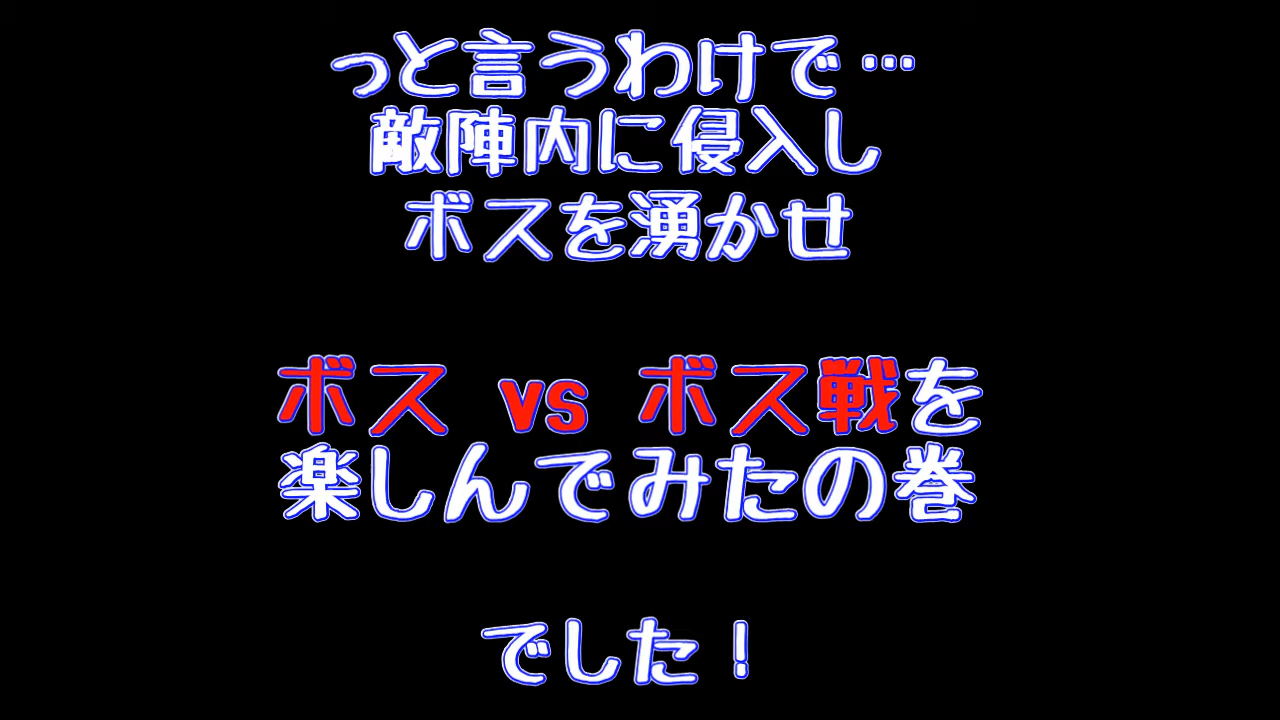 っと言うわけで…
敵陣内に侵入し
ボスを湧かせ
ボス vs ボス戦を
楽しんでみたの巻
でした！